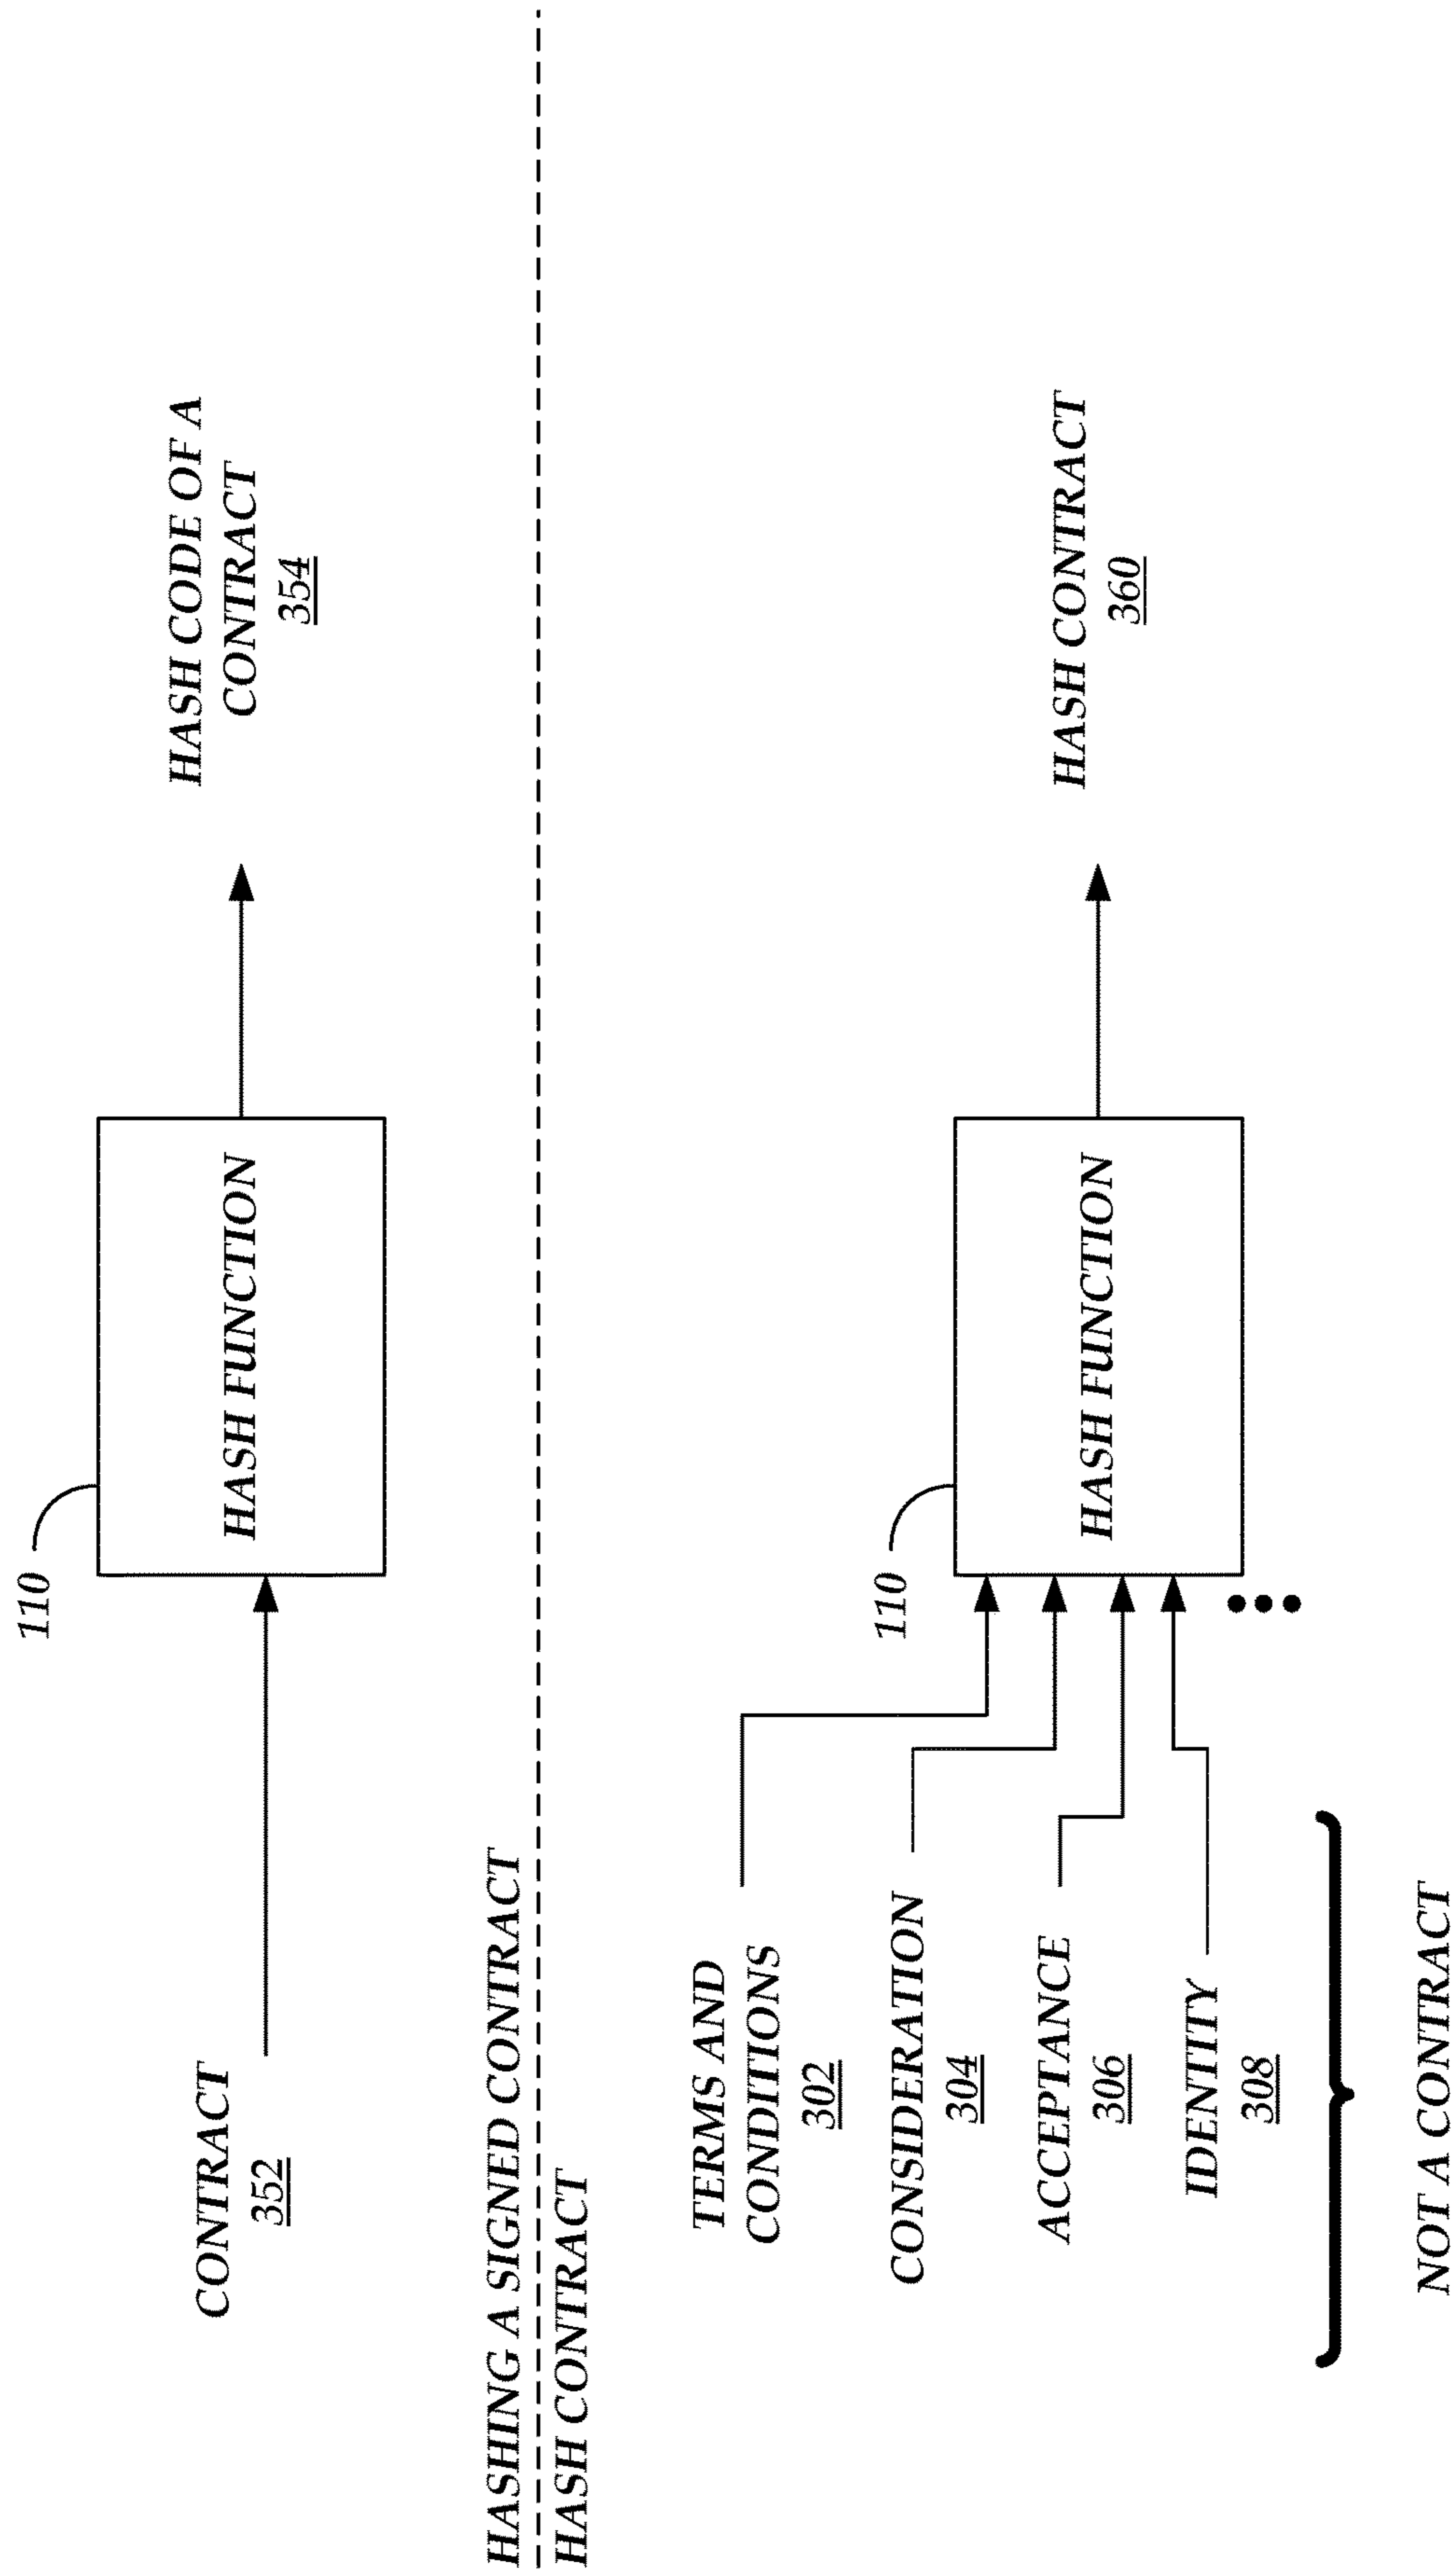 110
CONTRACT
352
HASH FUNCTION
HASH CODE OF A
CONTRACT
354
HASHING A SIGNED CONTRACT
HASH CONTRACT
TERMS AND
CONDITIONS
302
CONSIDERATION
304
ACCEPTANCE
306
IDENTITY
308
110
HASH FUNCTION
HASH CONTRACT
360
NOT A CONTRACT